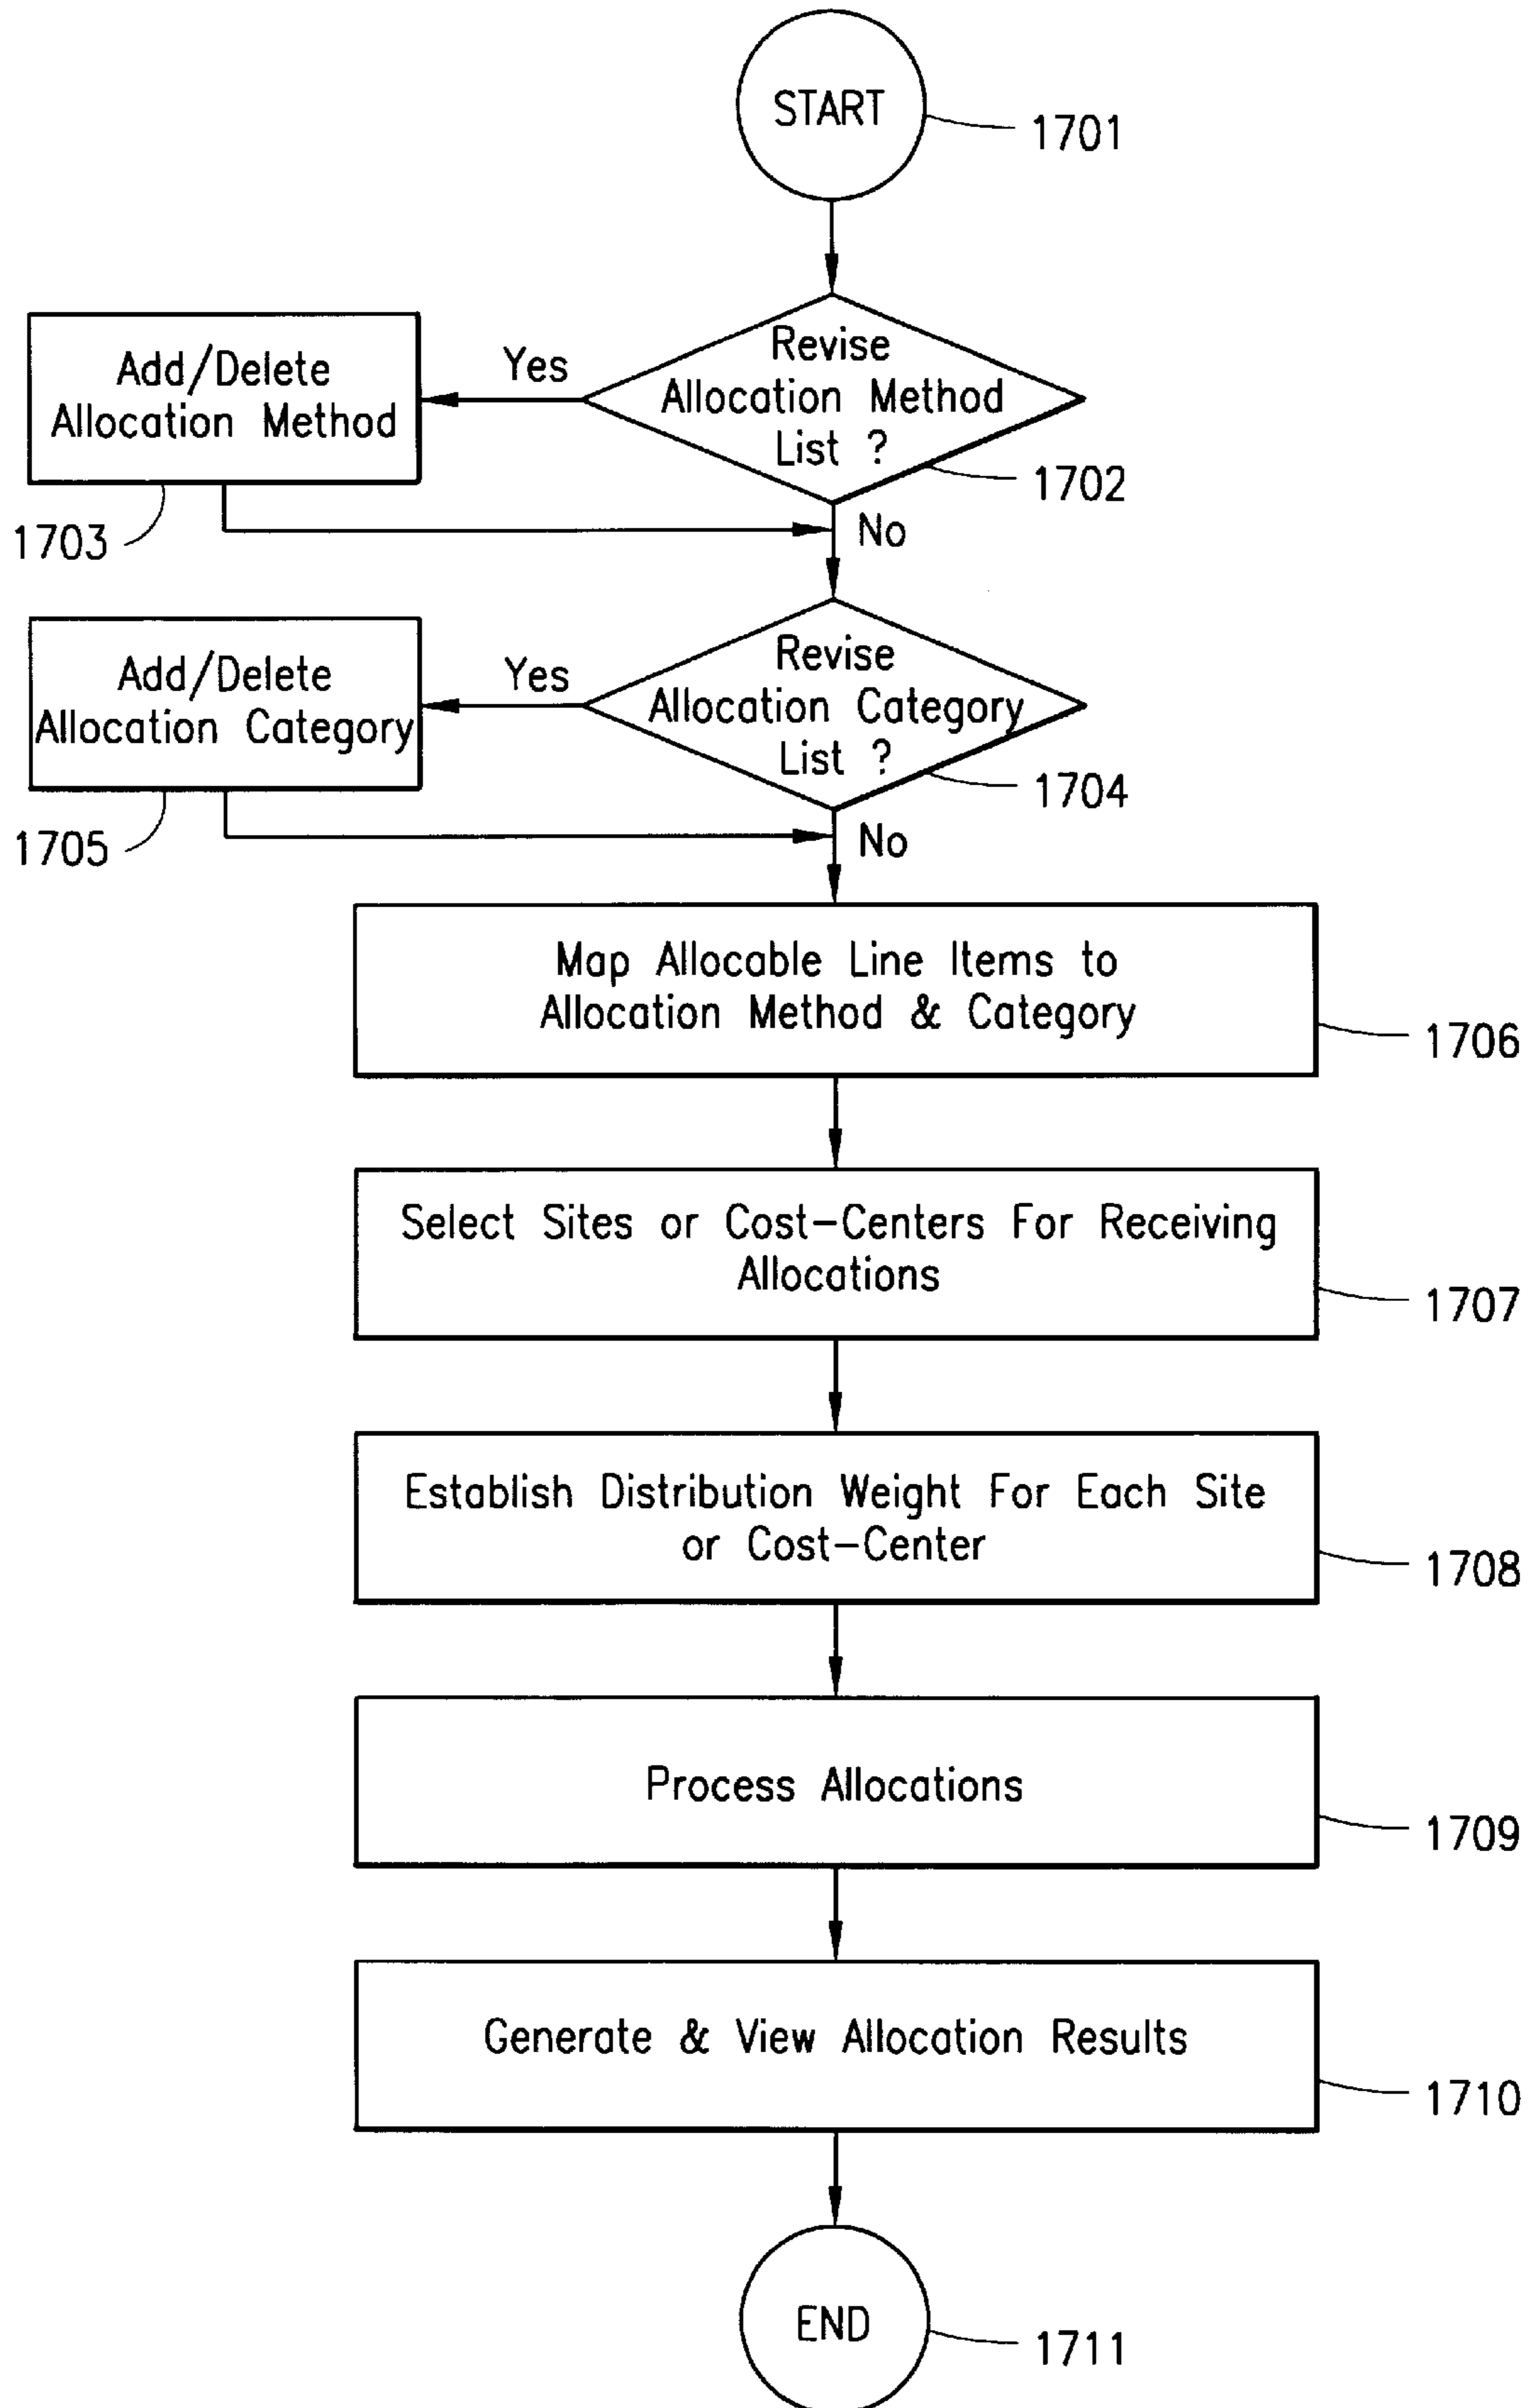 START
1701
Revise
Allocation Method
List ?
1702
Yes
Add/Delete
Allocation Method
1703
No
Revise
Allocation Category
List ?
1704
Yes
Add/Delete
Allocation Category
1705
No
Map Allocable Line Items to
Allocation Method & Category
1706
Select Sites or Cost-Centers For Receiving
Allocations
1707
Establish Distribution Weight For Each Site
or Cost-Center
1708
Process Allocations
1709
Generate & View Allocation Results
1710
END
1711